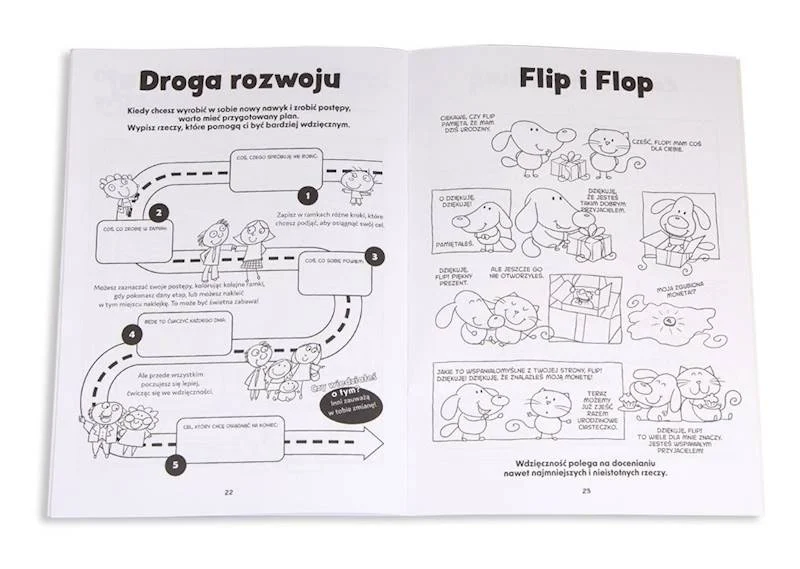 Droga rozwoju
Kiedy chcesz wyrobić w sobie nowy nawyk i zrobić postępy,
warto mieć przygotowany plan.
Wypisz rzeczy, które pomogą ci być bardziej wdzięcznym.
COŚ, CZEGO SPRÓBUJĘ NIE ROBIĆ:
1
2
COŚ, CO ZROBIĘ W ZAMIAN:
Zapisz w ramkach różne kroki, które
chcesz podjąć, aby osiągnąć swój cel.
3
COŚ, CO SOBIE POWIEM:
Możesz zaznaczać swoje postępy, kolorując kolejne ramki,
gdy pokonasz dany etap, lub możesz nakleić
w tym miejscu naklejkę. To może być świetna zabawa!
4
BĘDĘ TO ĆWICZYĆ KAŻDEGO DNIA:
Ale przede wszystkim
poczujesz się lepiej,
ćwicząc się we wdzięczności.
Czy wiedziałeś
o tym?
Inni zauważą
w tobie zmianę!
CEL, KTÓRY CHCĘ OSIĄGNĄĆ NA KONIEC:
5
22
Flip i Flop
CIEKAWE, CZY FLIP
PAMIĘTA, ŻE MAM
DZIŚ URODZINY.
CZEŚĆ, FLOP! MAM COŚ
DLA CIEBIE.
O DZIĘKUJĘ,
DZIĘKUJĘ!
PAMIĘTAŁEŚ.
DZIĘKUJĘ,
ŻE JESTEŚ
TAKIM DOBRYM
PRZYJACIELEM.
DZIĘKUJĘ,
FLIP! PIĘKNY
PREZENT.
ALE JESZCZE GO
NIE OTWORZYŁEŚ.
MOJA ZGUBIONA
MONETA!?
JAKIE TO WSPANIAŁOMYŚLNE Z TWOJEJ STRONY, FLIP!
DZIĘKUJĘ! DZIĘKUJĘ, ŻE ZNALAZŁEŚ MOJĄ MONETĘ!
TERAZ
MOŻEMY
JUŻ ZJEŚĆ
RAZEM
URODZINOWE
CIASTECZKO.
DZIĘKUJĘ, FLIP!
TO WIELE DLA MNIE ZNACZY.
JESTEŚ WSPANIAŁYM
PRZYJACIELEM!
Wdzięczność polega na docenianiu
nawet najmniejszych i nieistotnych rzeczy.
23